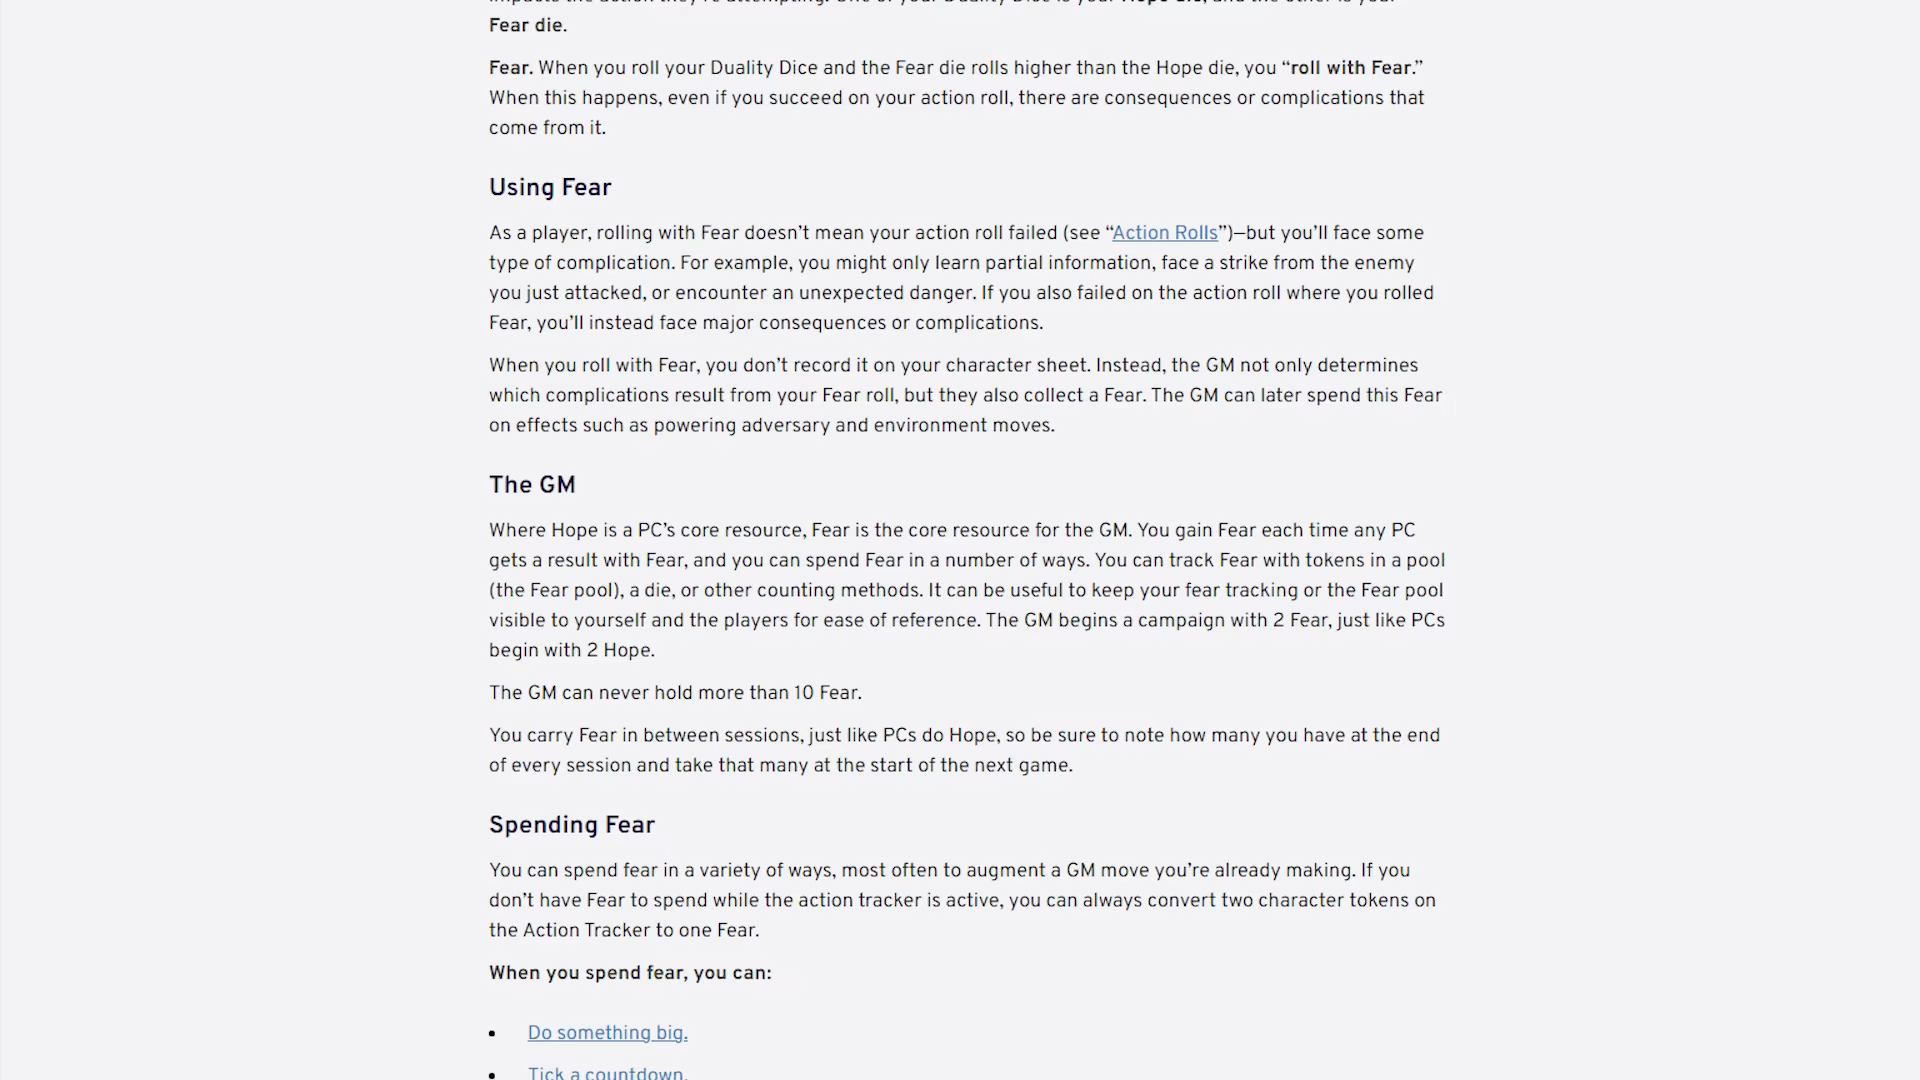 Fear die.
Fear. When you roll your Duality Dice and the Fear die rolls higher than the Hope die, you “roll with Fear.”
When this happens, even if you succeed on your action roll, there are consequences or complications that
come from it.
Using Fear
As a player, rolling with Fear doesn’t mean your action roll failed (see “Action Rolls”)—but you’ll face some
type of complication. For example, you might only learn partial information, face a strike from the enemy
you just attacked, or encounter an unexpected danger. If you also failed on the action roll where you rolled
Fear, you’ll instead face major consequences or complications.
When you roll with Fear, you don’t record it on your character sheet. Instead, the GM not only determines
which complications result from your Fear roll, but they also collect a Fear. The GM can later spend this Fear
on effects such as powering adversary and environment moves.
The GM
Where Hope is a PC’s core resource, Fear is the core resource for the GM. You gain Fear each time any PC
gets a result with Fear, and you can spend Fear in a number of ways. You can track Fear with tokens in a pool
(the Fear pool), a die, or other counting methods. It can be useful to keep your fear tracking or the Fear pool
visible to yourself and the players for ease of reference. The GM begins a campaign with 2 Fear, just like PCs
begin with 2 Hope.
The GM can never hold more than 10 Fear.
You carry Fear in between sessions, just like PCs do Hope, so be sure to note how many you have at the end
of every session and take that many at the start of the next game.
Spending Fear
You can spend fear in a variety of ways, most often to augment a GM move you’re already making. If you
don’t have Fear to spend while the action tracker is active, you can always convert two character tokens on
the Action Tracker to one Fear.
When you spend fear, you can:
• Do something big.
• Tick a countdown.